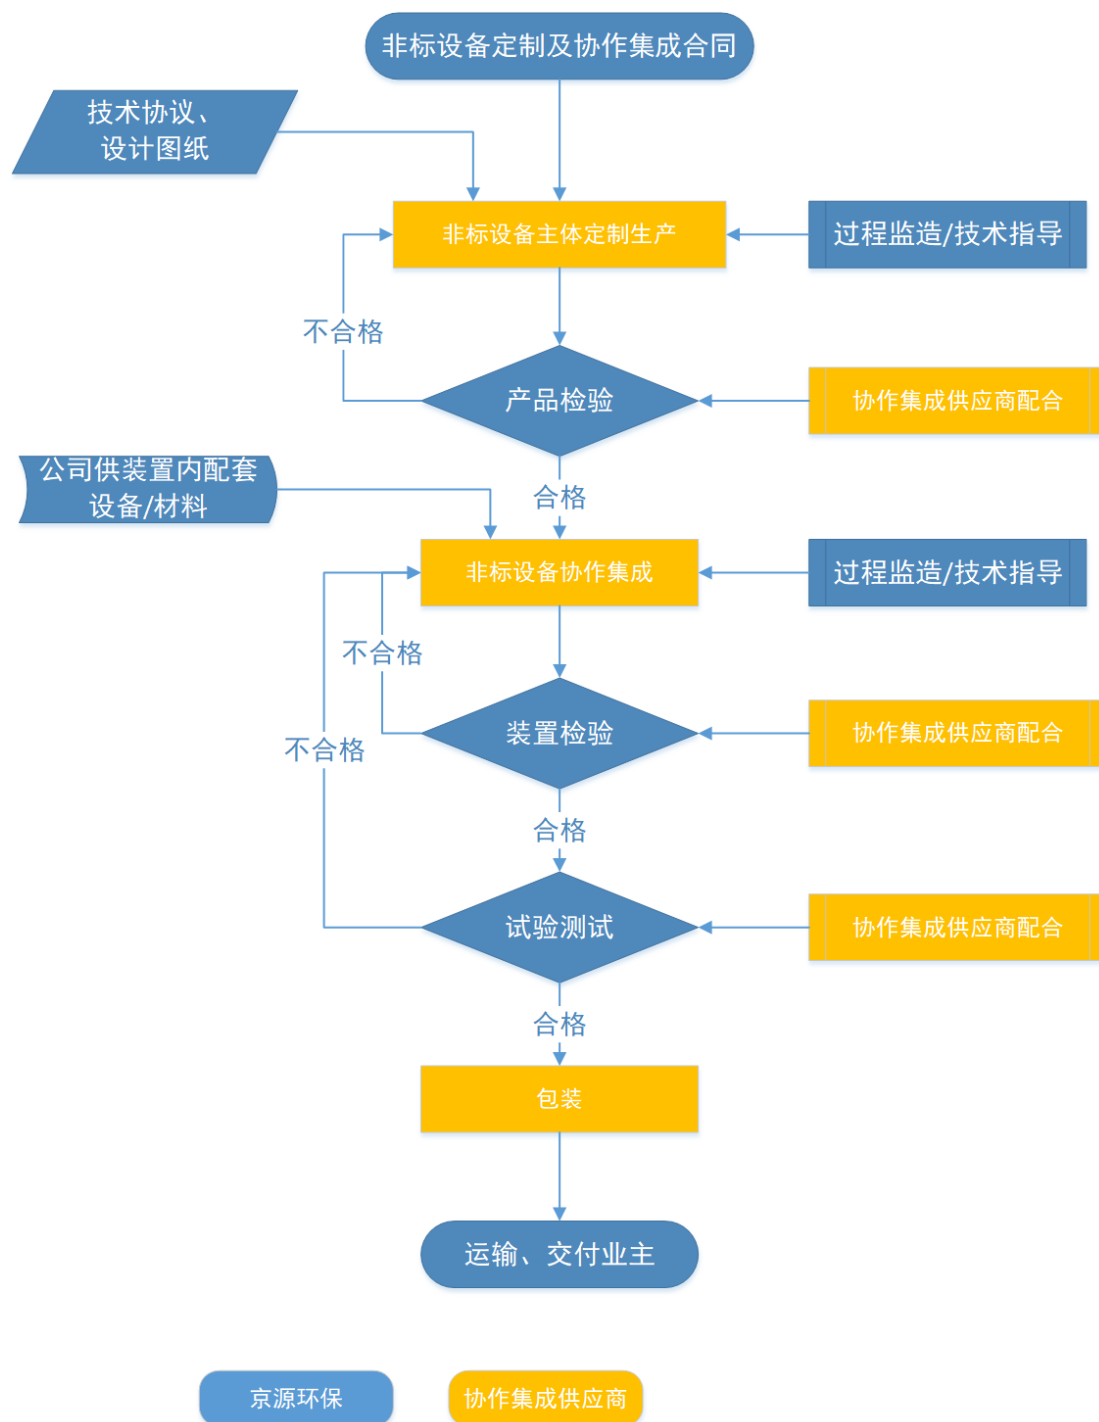 非标设备定制及协作集成合同
技术协议、
设计图纸
非标设备主体定制生产
过程监造/技术指导
不合格
产品检验
协作集成供应商配合
公司供装置内配套
设备/材料
合格
非标设备协作集成
过程监造/技术指导
不合格
装置检验
协作集成供应商配合
不合格
合格
试验测试
协作集成供应商配合
合格
包装
运输、交付业主
京源环保
协作集成供应商